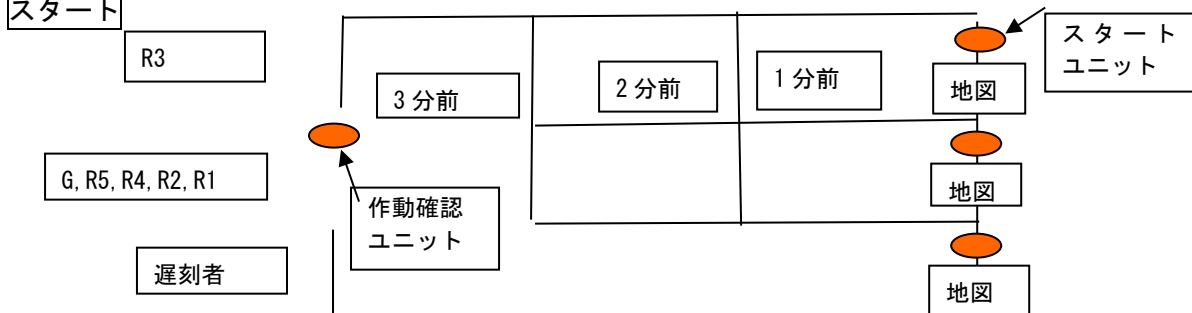 スタート
R3
3分前
2分前
1分前
地図
スタート
ユニット
G,R5,R4,R2,R1
作動確認
ユニット
地図
遅刻者
地図